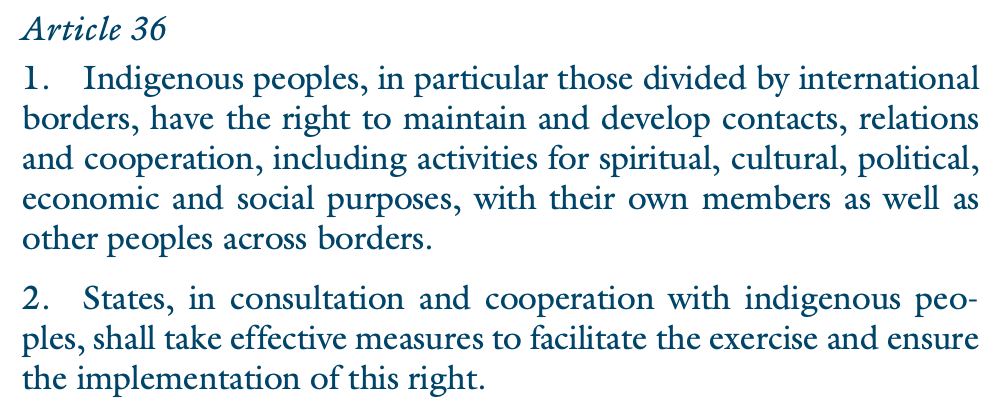 Article 36
1. Indigenous peoples, in particular those divided by international
borders, have the right to maintain and develop contacts, relations
and cooperation, including activities for spiritual, cultural, political,
economic and social purposes, with their own members as well as
other peoples across borders.
2. States, in consultation and cooperation with indigenous peo-
ples, shall take effective measures to facilitate the exercise and ensure
the implementation of this right.